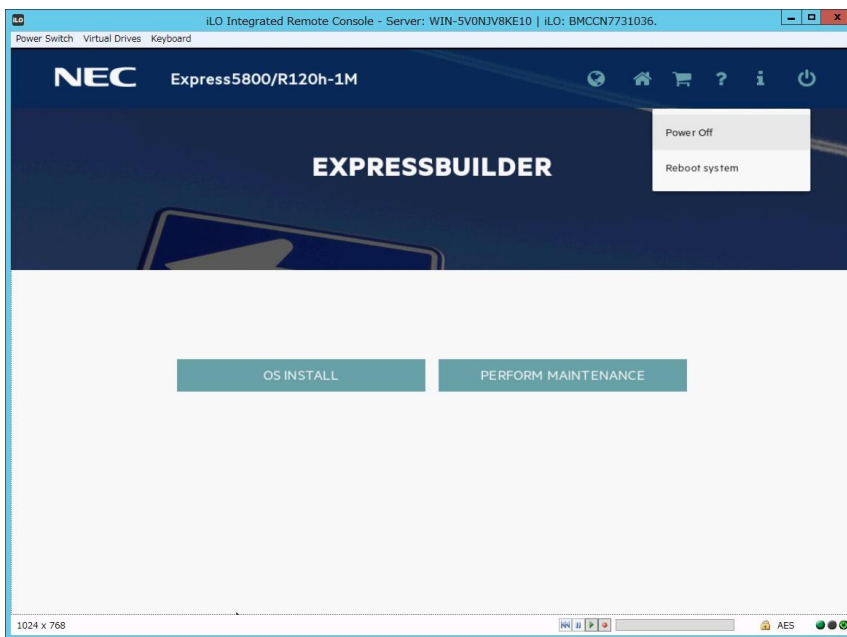 iLO
iLO Integrated Remote Console - Server: WIN-5V0NJV8KE10 | iLO: BMCCN7731036.
Power Switch Virtual Drives Keyboard
NEC Express5800/R120h-1M
Power Off
Reboot system
EXPRESSBUILDER
OS INSTALL PERFORM MAINTENANCE
1024 x 768 AES